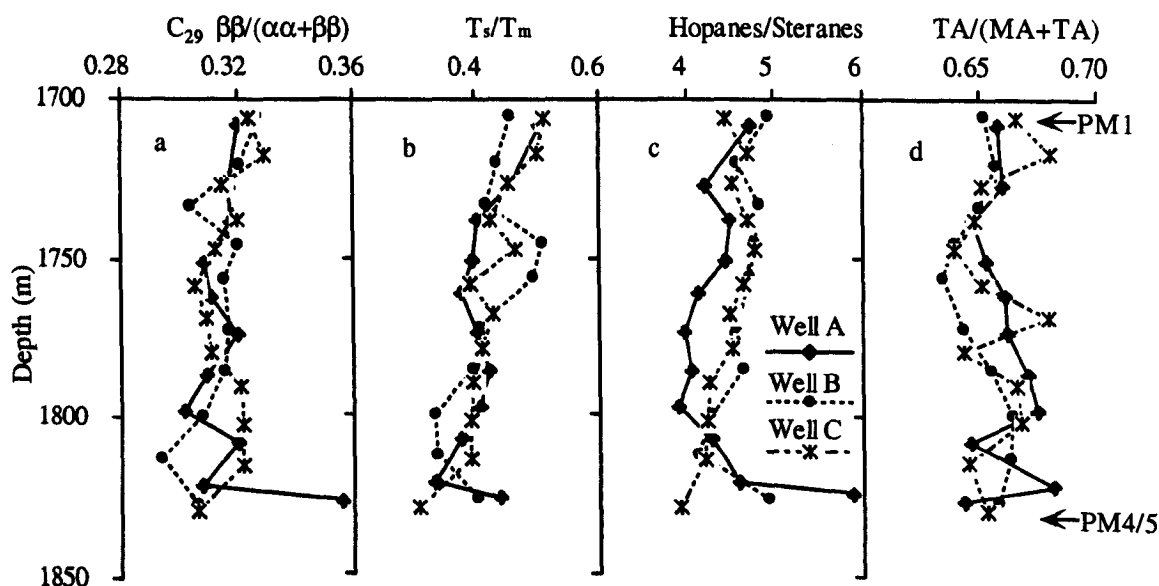 C29 ββ/(αα+ββ) Ts/Tm Hopanes/Steranes TA/(MA+TA)
0.28 0.32 0.36 0.4 0.6 4 5 6 0.65 0.70
1700
a b c d
PM1
1750
Depth (m)
Well A
Well B
1800
Well C
PM4/5
1850